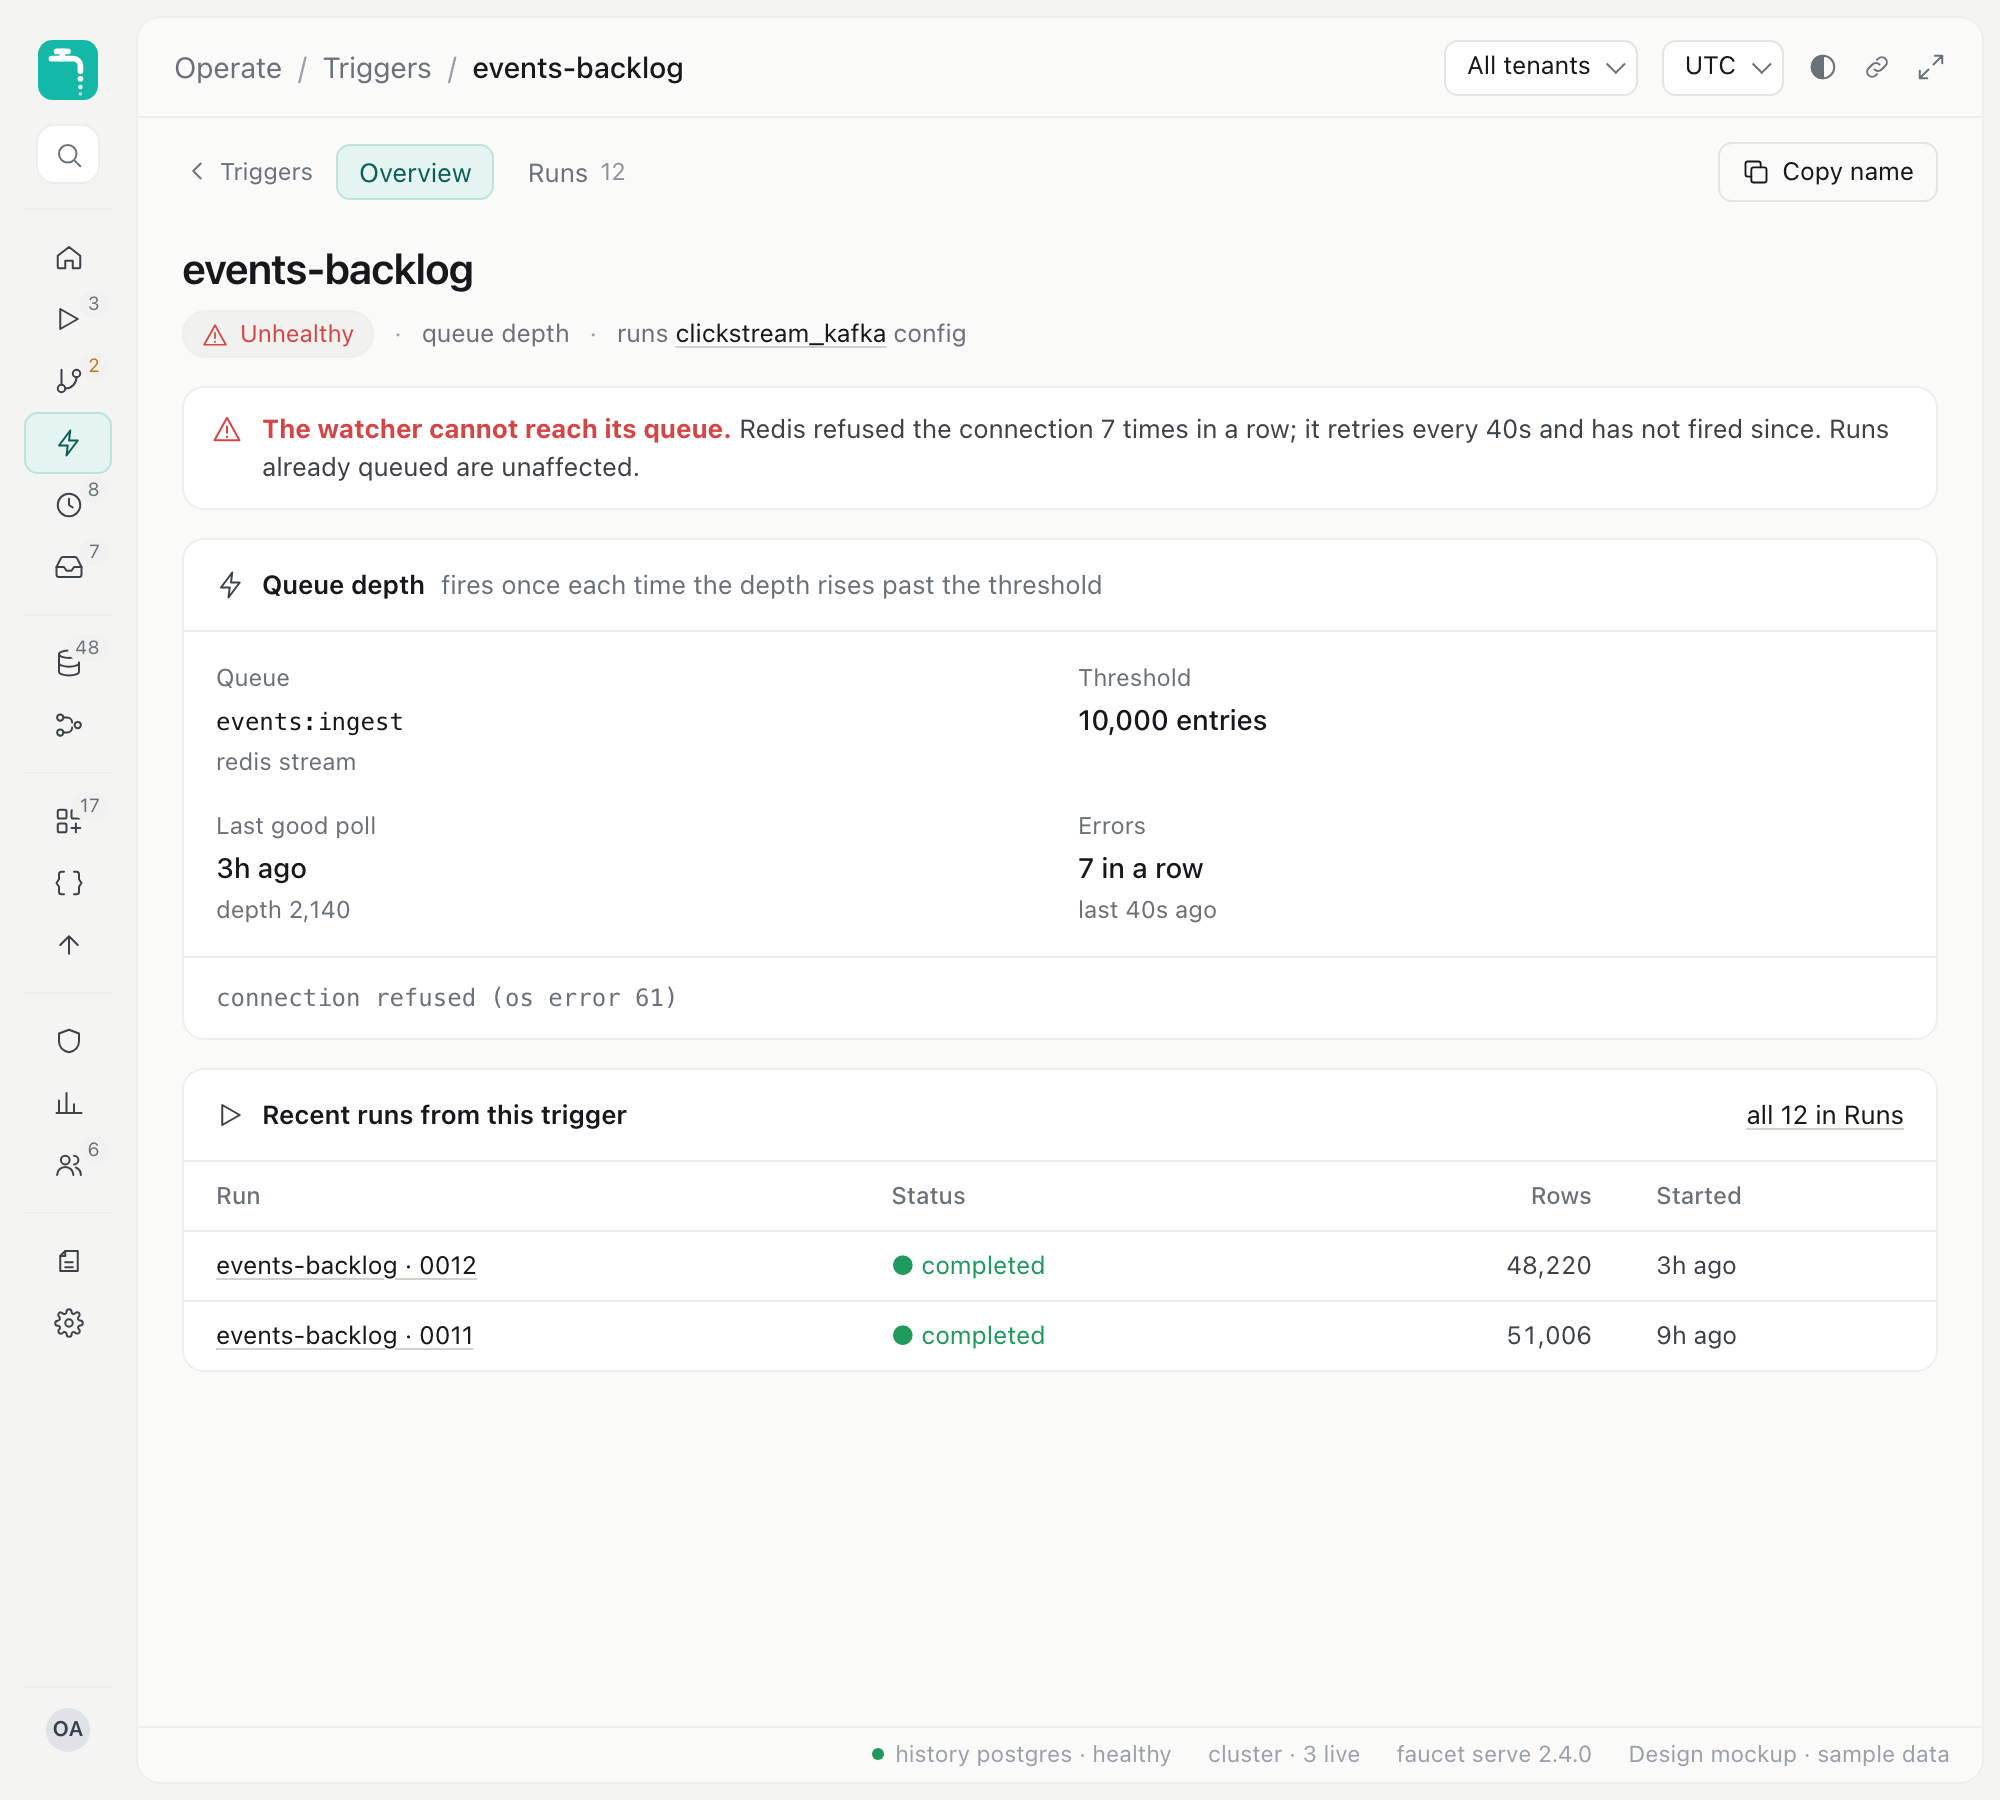 Operate / Triggers / events-backlog
All tenants
UTC
Triggers
Overview
Runs 12
Copy name
events-backlog
Unhealthy · queue depth · runs clickstream_kafka config
The watcher cannot reach its queue. Redis refused the connection 7 times in a row; it retries every 40s and has not fired since. Runs
already queued are unaffected.
Queue depth fires once each time the depth rises past the threshold
Queue
events:ingest
redis stream
Threshold
10,000 entries
Last good poll
3h ago
depth 2,140
Errors
7 in a row
last 40s ago
connection refused (os error 61)
Recent runs from this trigger
all 12 in Runs
Run Status Rows Started
events-backlog · 0012 completed 48,220 3h ago
events-backlog · 0011 completed 51,006 9h ago
3
2
8
7
48
17
6
OA
history postgres · healthy cluster · 3 live faucet serve 2.4.0 Design mockup · sample data